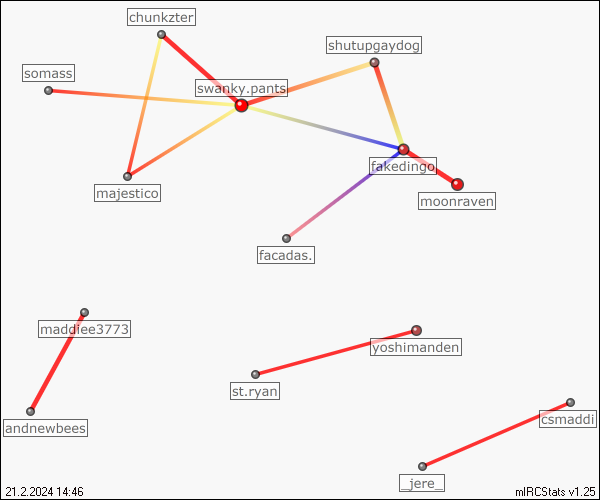 chunkzter
shutupgaydog
somass
swanky.pants
fakedingo
majestico
moonraven
facadas.
maddiee3773
yoshimanden
st.ryan
csmaddi
andnewbees
_jere_
21.2.2024 14:46
mIRCStats v1.25